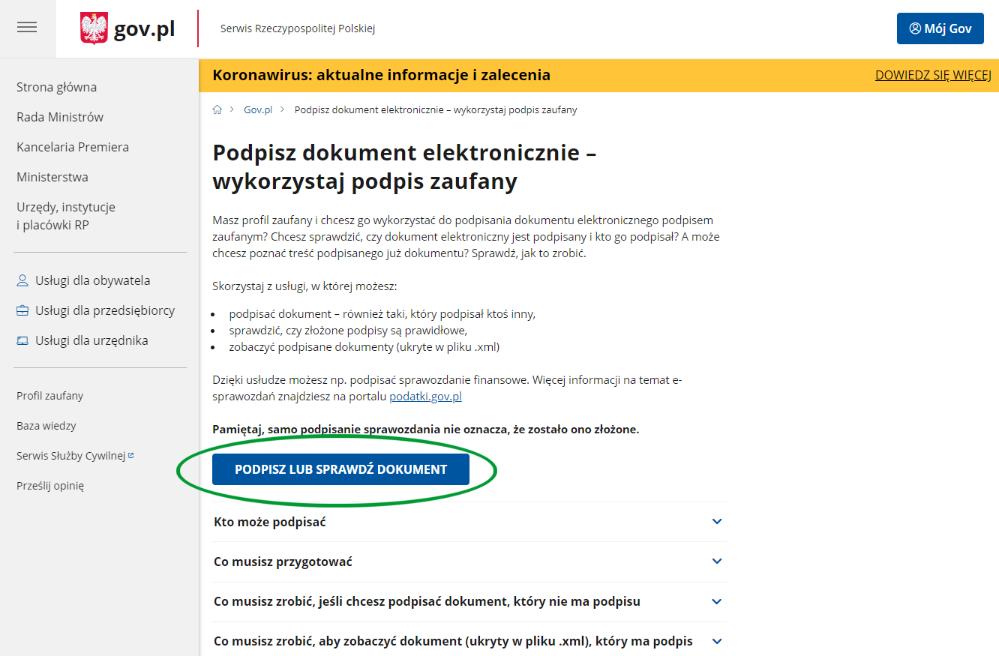 gov.pl
Serwis Rzeczypospolitej Polskiej
Mój Gov
Strona główna
Rada Ministrów
Kancelaria Premiera
Ministerstwa
Urzędy, instytucje
i placówki RP
Usługi dla obywatela
Usługi dla przedsiębiorcy
Usługi dla urzędnika
Profil zaufany
Baza wiedzy
Serwis Służby Cywilnej
Prześlij opinię
Koronawirus: aktualne informacje i zalecenia
DOWIEDZ SIĘ WIĘCEJ
Gov.pl > Podpisz dokument elektronicznie – wykorzystaj podpis zaufany
Podpisz dokument elektronicznie –
wykorzystaj podpis zaufany
Masz profil zaufany i chcesz go wykorzystać do podpisania dokumentu elektronicznego podpisem
zaufanym? Chcesz sprawdzić, czy dokument elektroniczny jest podpisany i kto go podpisał? A może
chcesz poznać treść podpisanego już dokumentu? Sprawdź, jak to zrobić.
Skorzystaj z usługi, w której możesz:
• podpisać dokument – również taki, który podpisał ktoś inny,
• sprawdzić, czy złożone podpisy są prawidłowe,
• zobaczyć podpisane dokumenty (ukryte w pliku .xml)
Dzięki usłudze możesz np. podpisać sprawozdanie finansowe. Więcej informacji na temat e-
sprawozdań znajdziesz na portalu podatki.gov.pl
Pamiętaj, samo podpisanie sprawozdania nie oznacza, że zostało ono złożone.
PODPISZ LUB SPRAWDŹ DOKUMENT
Kto może podpisać
Co musisz przygotować
Co musisz zrobić, jeśli chcesz podpisać dokument, który nie ma podpisu
Co musisz zrobić, aby zobaczyć dokument (ukryty w pliku .xml), który ma podpis